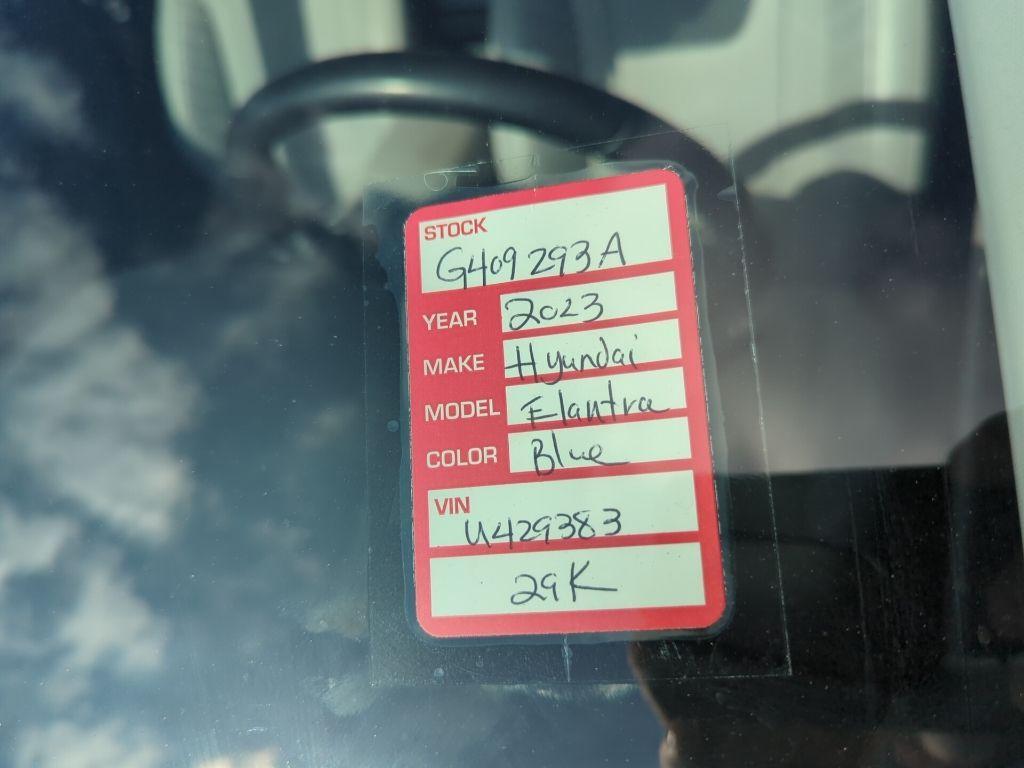 STOCK
G409293A
YEAR 2023
MAKE Hyundai
MODEL Elantra
COLOR Blue
VIN
U429383
29K